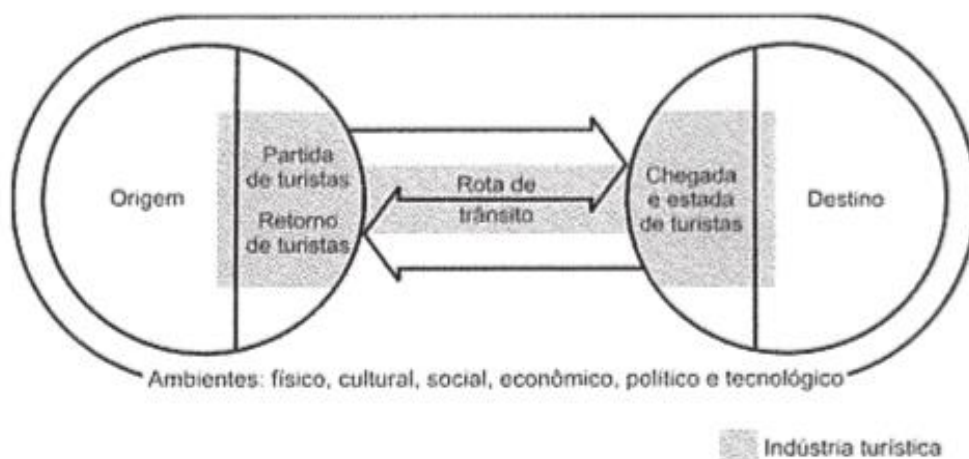 Origem
Partida
de turistas
Retorno
de turistas
Rota de
trânsito
Chegada
e estada
de turistas
Destino
Ambientes: físico, cultural, social, econômico, político e tecnológico
Indústria turística